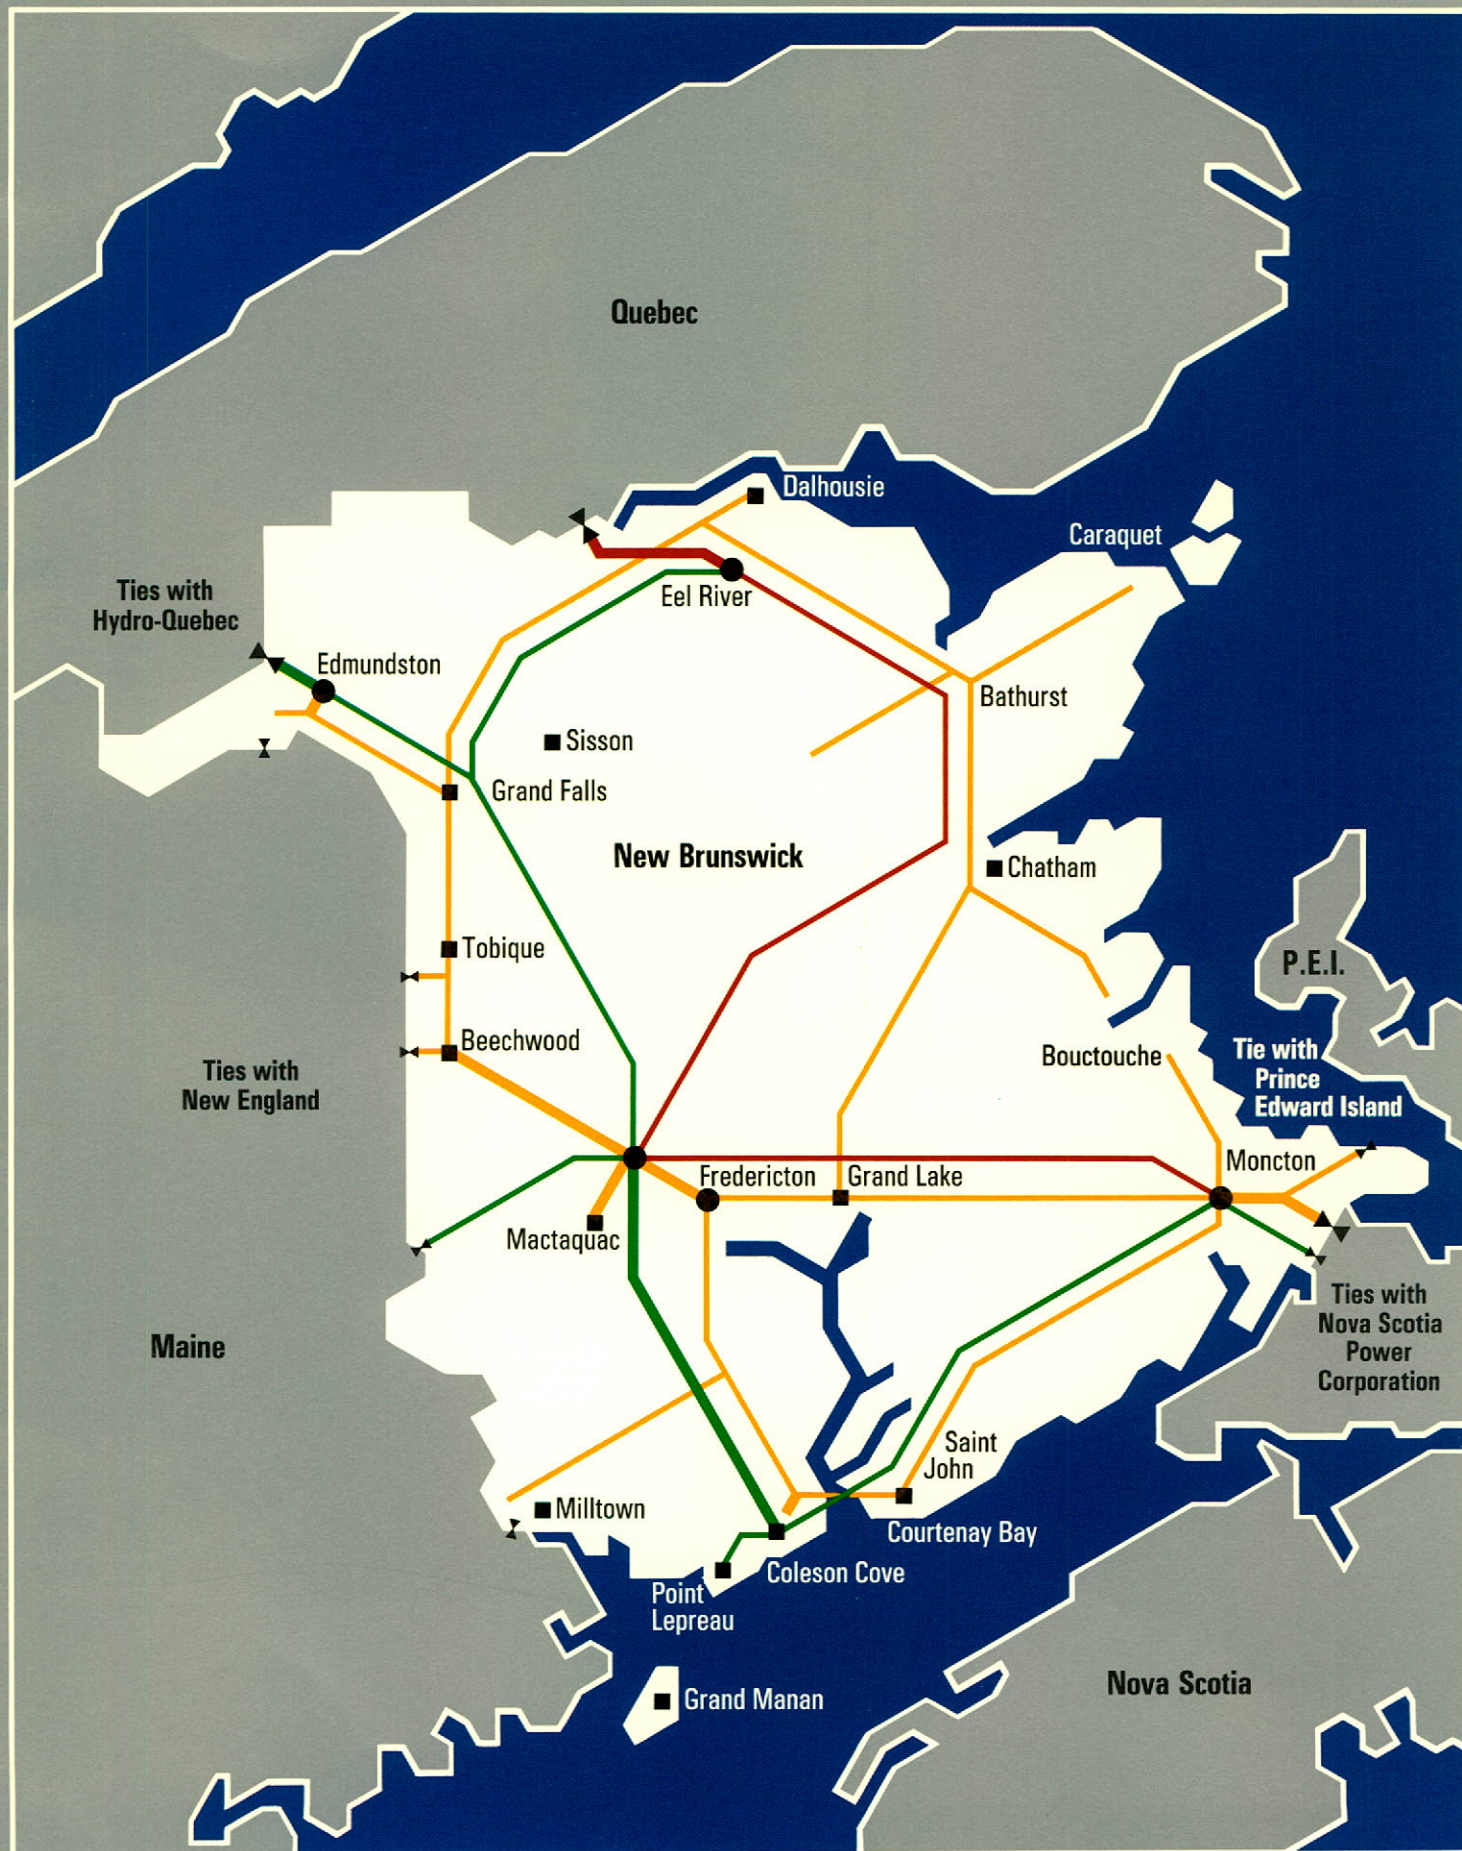 Quebec
Dalhousie
Caraquet
Ties with
Hydro-Quebec
Eel River
Edmundston
Bathurst
Sisson
Grand Falls
New Brunswick
Chatham
Tobique
P.E.I.
Beechwood
Bouctouche
Tie with
Prince
Edward Island
Ties with
New England
Moncton
Fredericton
Grand Lake
Mactaquac
Ties with
Nova Scotia
Power
Corporation
Maine
Saint
John
Milltown
Courtenay Bay
Coleson Cove
Point
Lepreau
Nova Scotia
Grand Manan